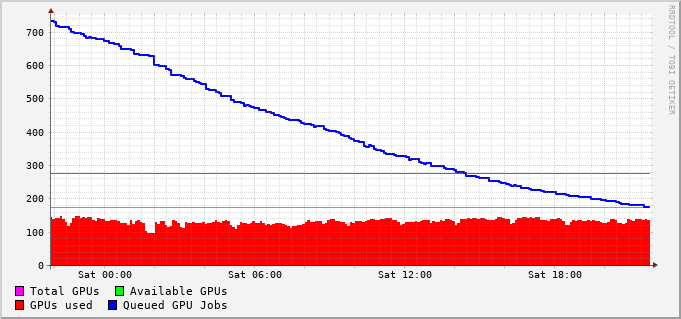 700
600
500
400
300
200
100
0
Sat 00:00 Sat 06:00 Sat 12:00 Sat 18:00
Total GPUs Available GPUs
GPUs used Queued GPU Jobs
RRDTOOL / TOBI OETIKER